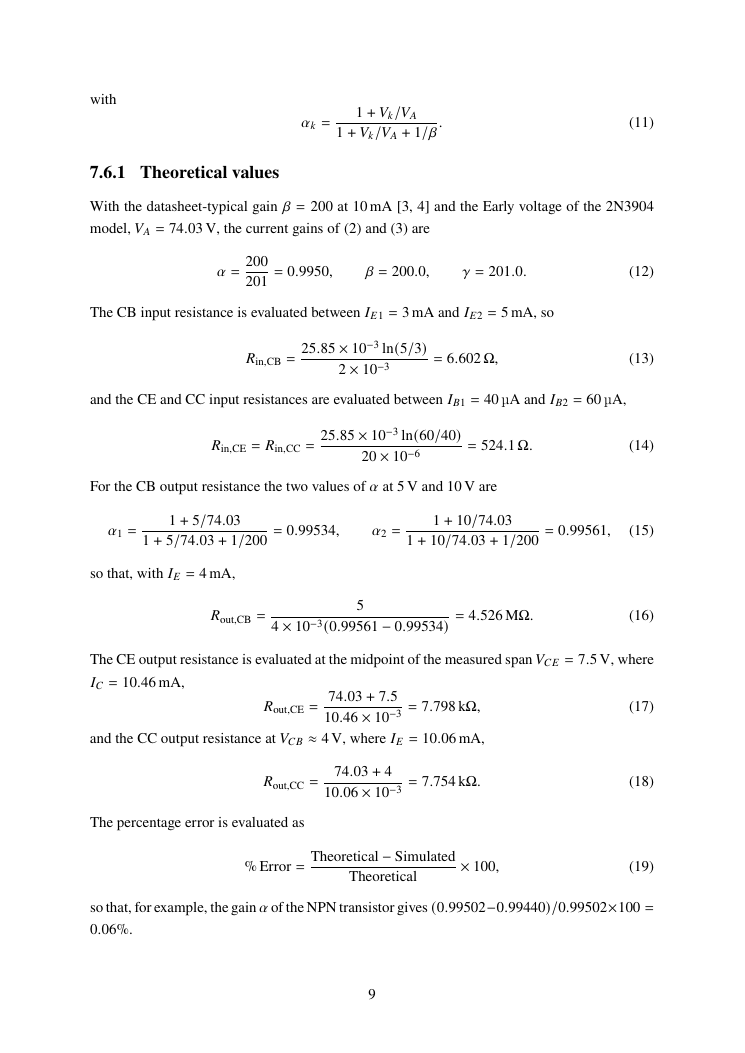 with
αₖ = (1 + Vₖ/V_A) / (1 + Vₖ/V_A + 1/β). (11)
7.6.1 Theoretical values
With the datasheet-typical gain β = 200 at 10 mA [3, 4] and the Early voltage of the 2N3904
model, V_A = 74.03 V, the current gains of (2) and (3) are
α = 200/201 = 0.9950, β = 200.0, γ = 201.0. (12)
The CB input resistance is evaluated between I_E1 = 3 mA and I_E2 = 5 mA, so
R_in,CB = (25.85 × 10⁻³ ln(5/3)) / (2 × 10⁻³) = 6.602 Ω, (13)
and the CE and CC input resistances are evaluated between I_B1 = 40 µA and I_B2 = 60 µA,
R_in,CE = R_in,CC = (25.85 × 10⁻³ ln(60/40)) / (20 × 10⁻⁶) = 524.1 Ω. (14)
For the CB output resistance the two values of α at 5 V and 10 V are
α₁ = (1 + 5/74.03) / (1 + 5/74.03 + 1/200) = 0.99534, α₂ = (1 + 10/74.03) / (1 + 10/74.03 + 1/200) = 0.99561, (15)
so that, with I_E = 4 mA,
R_out,CB = 5 / (4 × 10⁻³(0.99561 − 0.99534)) = 4.526 MΩ. (16)
The CE output resistance is evaluated at the midpoint of the measured span V_CE = 7.5 V, where
I_C = 10.46 mA,
R_out,CE = (74.03 + 7.5) / (10.46 × 10⁻³) = 7.798 kΩ, (17)
and the CC output resistance at V_CB ≈ 4 V, where I_E = 10.06 mA,
R_out,CC = (74.03 + 4) / (10.06 × 10⁻³) = 7.754 kΩ. (18)
The percentage error is evaluated as
% Error = (Theoretical − Simulated) / Theoretical × 100, (19)
so that, for example, the gain α of the NPN transistor gives (0.99502−0.99440)/0.99502×100 =
0.06%.
9